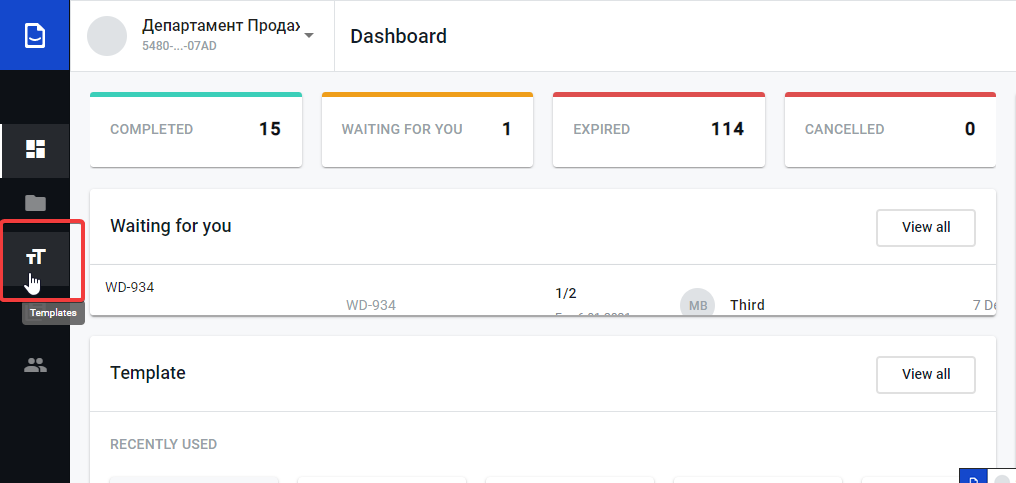 Департамент Продаж
5480-...-07AD
Dashboard
COMPLETED 15
WAITING FOR YOU 1
EXPIRED 114
CANCELLED 0
Waiting for you
View all
WD-934
WD-934
1/2
MB
Third
7 De
Templates
Template
View all
RECENTLY USED